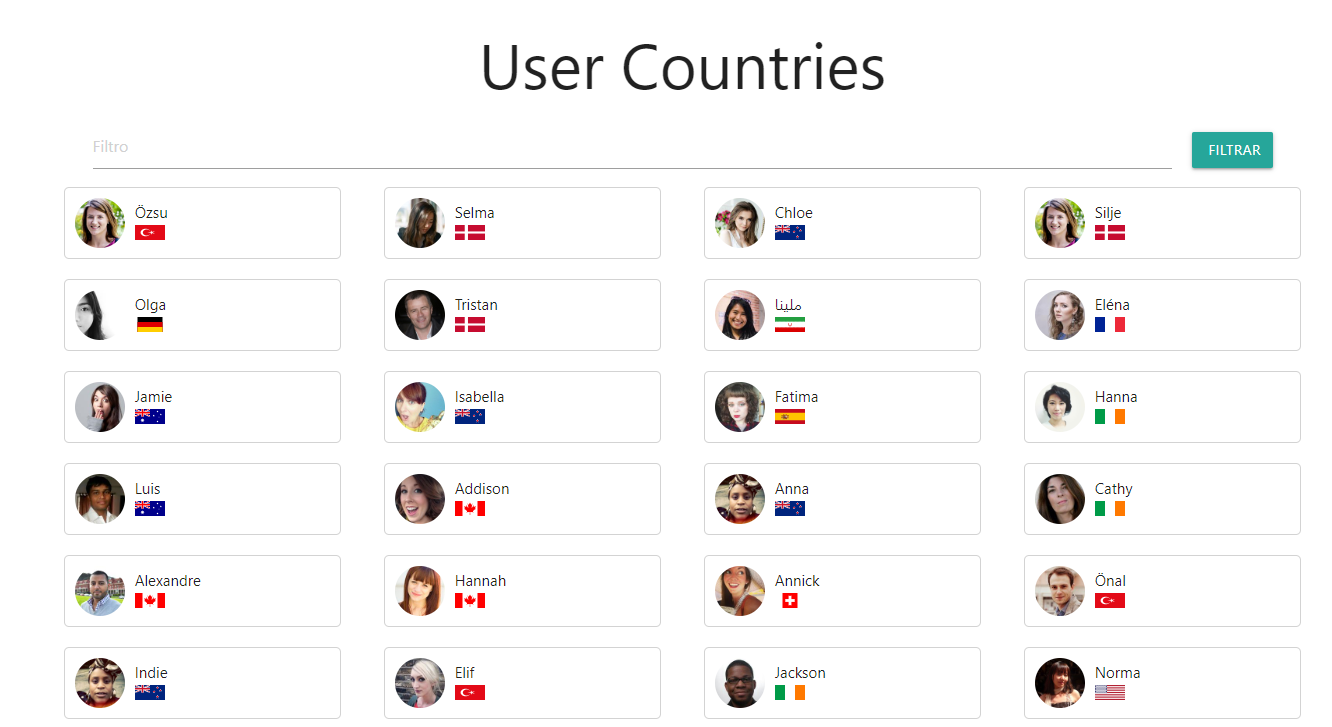 User Countries
Filtro
FILTRAR
Özsu
Selma
Chloe
Silje
Olga
Tristan
ملينا
Eléna
Jamie
Isabella
Fatima
Hanna
Luis
Addison
Anna
Cathy
Alexandre
Hannah
Annick
Önal
Indie
Elif
Jackson
Norma